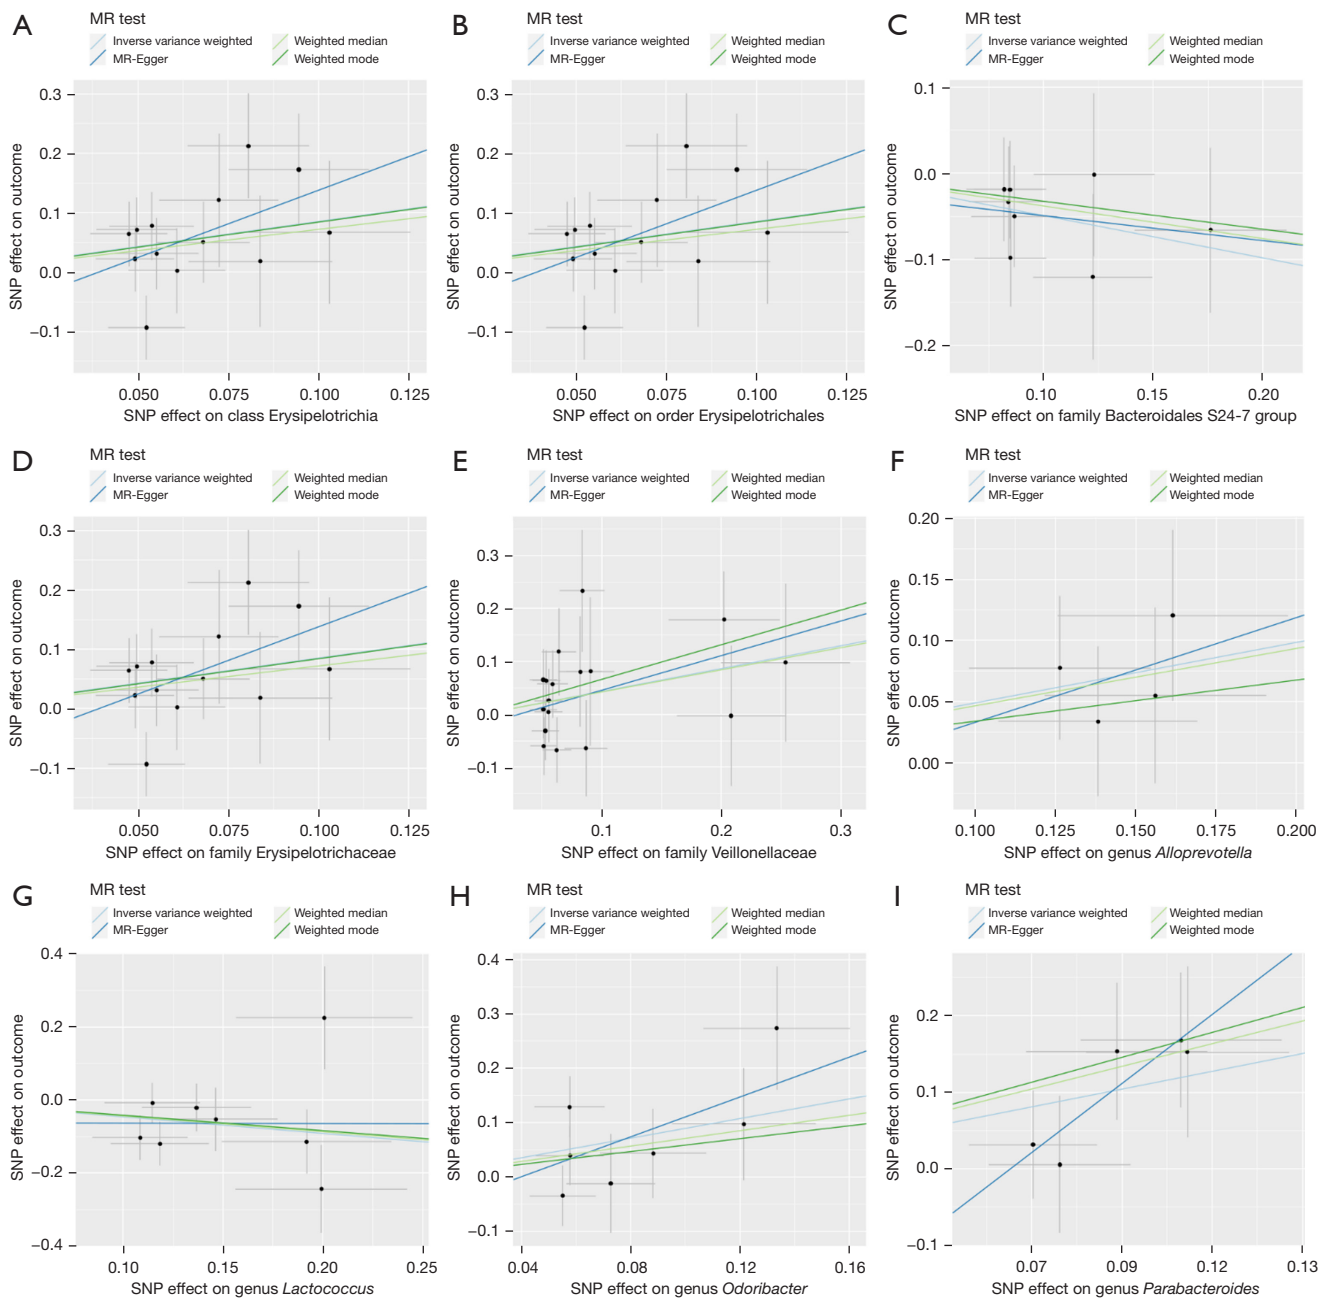 A
MR test
Inverse variance weighted
Weighted median
MR-Egger
Weighted mode
SNP effect on outcome
0.3
0.2
0.1
0.0
−0.1
0.050 0.075 0.100 0.125
SNP effect on class Erysipelotrichia
B
MR test
Inverse variance weighted
Weighted median
MR-Egger
Weighted mode
SNP effect on outcome
0.3
0.2
0.1
0.0
−0.1
0.050 0.075 0.100 0.125
SNP effect on order Erysipelotrichales
C
MR test
Inverse variance weighted
Weighted median
MR-Egger
Weighted mode
SNP effect on outcome
0.1
0.0
−0.1
−0.2
0.10 0.15 0.20
SNP effect on family Bacteroidales S24-7 group
D
MR test
Inverse variance weighted
Weighted median
MR-Egger
Weighted mode
SNP effect on outcome
0.3
0.2
0.1
0.0
−0.1
0.050 0.075 0.100 0.125
SNP effect on family Erysipelotrichaceae
E
MR test
Inverse variance weighted
Weighted median
MR-Egger
Weighted mode
SNP effect on outcome
0.3
0.2
0.1
0.0
−0.1
0.1 0.2 0.3
SNP effect on family Veillonellaceae
F
MR test
Inverse variance weighted
Weighted median
MR-Egger
Weighted mode
SNP effect on outcome
0.20
0.15
0.10
0.05
0.00
0.100 0.125 0.150 0.175 0.200
SNP effect on genus Alloprevotella
G
MR test
Inverse variance weighted
Weighted median
MR-Egger
Weighted mode
SNP effect on outcome
0.4
0.2
0.0
−0.2
−0.4
0.10 0.15 0.20 0.25
SNP effect on genus Lactococcus
H
MR test
Inverse variance weighted
Weighted median
MR-Egger
Weighted mode
SNP effect on outcome
0.4
0.3
0.2
0.1
0.00
−0.1
0.04 0.08 0.12 0.16
SNP effect on genus Odoribacter
I
MR test
Inverse variance weighted
Weighted median
MR-Egger
Weighted mode
SNP effect on outcome
0.2
0.1
0.0
−0.1
0.07 0.09 0.12 0.13
SNP effect on genus Parabacteroides